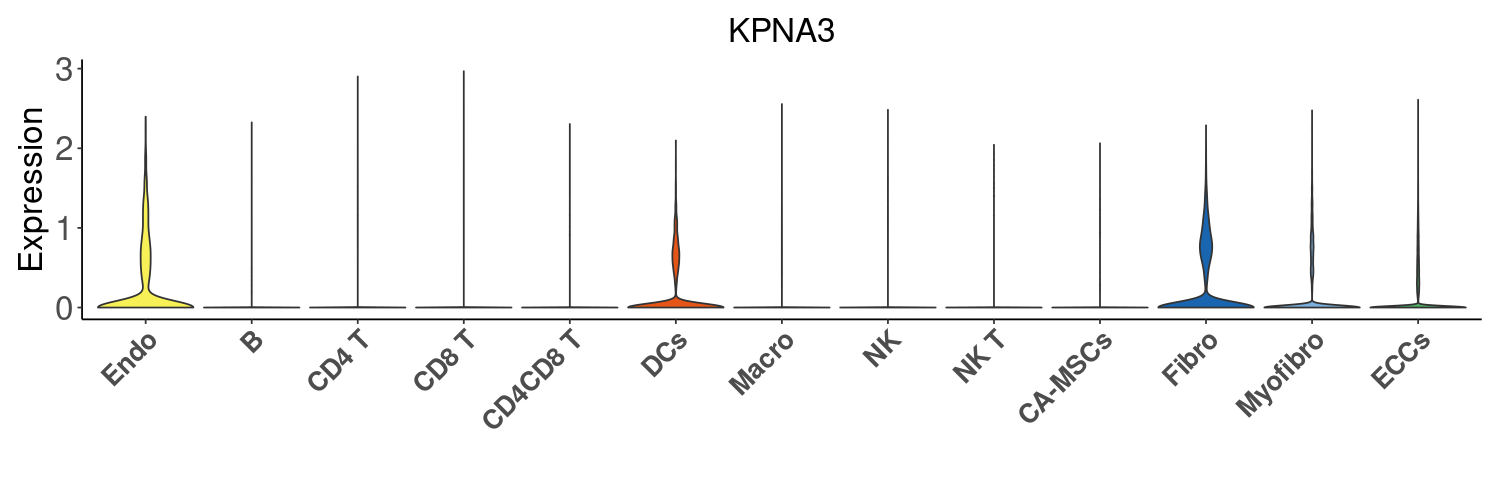 KPNA3
Expression
3
2
1
0
Endo
B
CD4 T
CD8 T
CD4CD8 T
DCs
Macro
NK
NK T
CA-MSCs
Fibro
Myofibro
ECCs